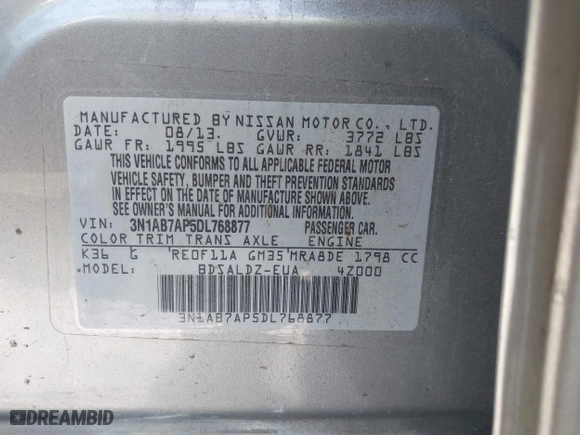 MANUFACTURED BY NISSAN MOTOR CO., LTD.
DATE: 08/13. GVWR: 3772 LBS
GAWR FR: 1995 LBS GAWR RR: 1841 LBS
THIS VEHICLE CONFORMS TO ALL APPLICABLE FEDERAL MOTOR
VEHICLE SAFETY, BUMPER AND THEFT PREVENTION STANDARDS
IN EFFECT ON THE DATE OF MANUFACTURE SHOWN ABOVE.
SEE OWNER'S MANUAL FOR ADDITIONAL INFORMATION.
VIN: 3N1AB7AP5DL768877 PASSENGER CAR.
COLOR TRIM TRANS AXLE ENGINE
K36 G RE0F11A GM35 MRA8DE 1798 CC
MODEL: BDSALDZ-EUA 4Z000
3N1AB7AP5DL768877
DREAMBID